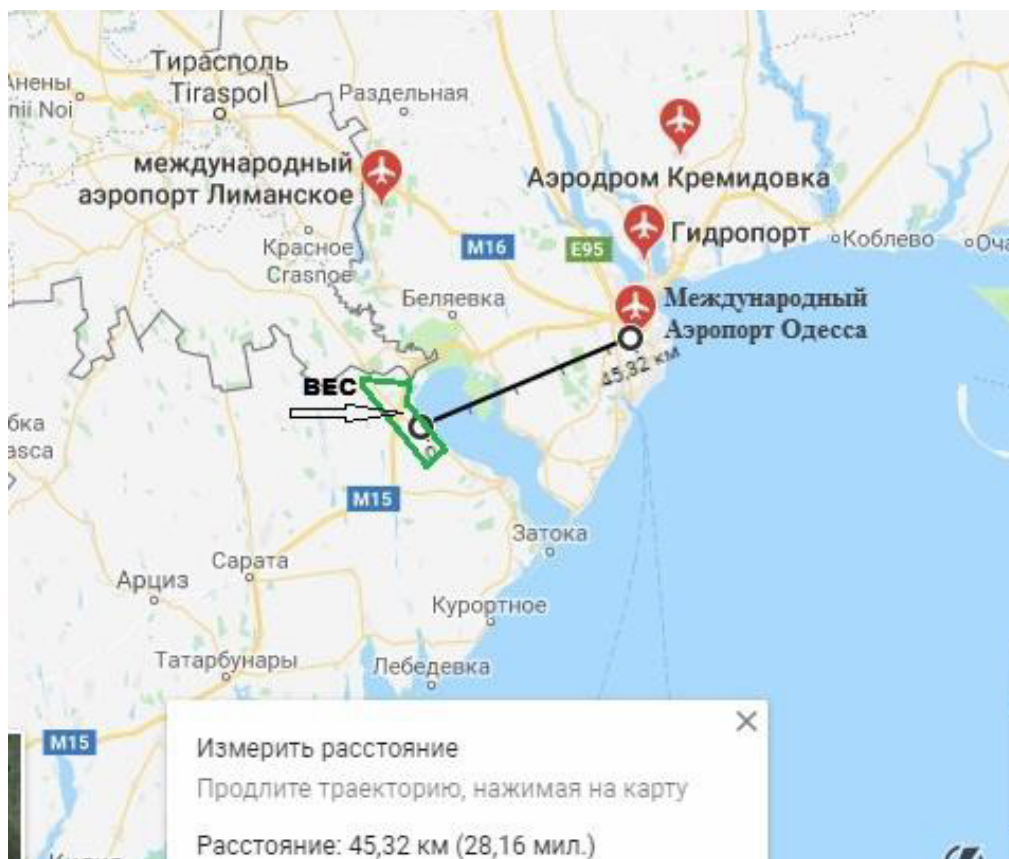 Тирасполь
Tiraspol
Анены
nii Noi
Раздельная
международный
аэропорт Лиманское
Аэродром Кремидовка
Красное
Crasnoe
M16
E95
Гидропорт
Коблево
Оча
Беляевка
Международный
Аэропорт Одесса
45,32 км
ВЕС
бка
asca
M15
Затока
Сарата
Арциз
Курортное
Татарбунары
Лебедевка
M15
Измерить расстояние
Продлите траекторию, нажимая на карту
Расстояние: 45,32 км (28,16 мил.)